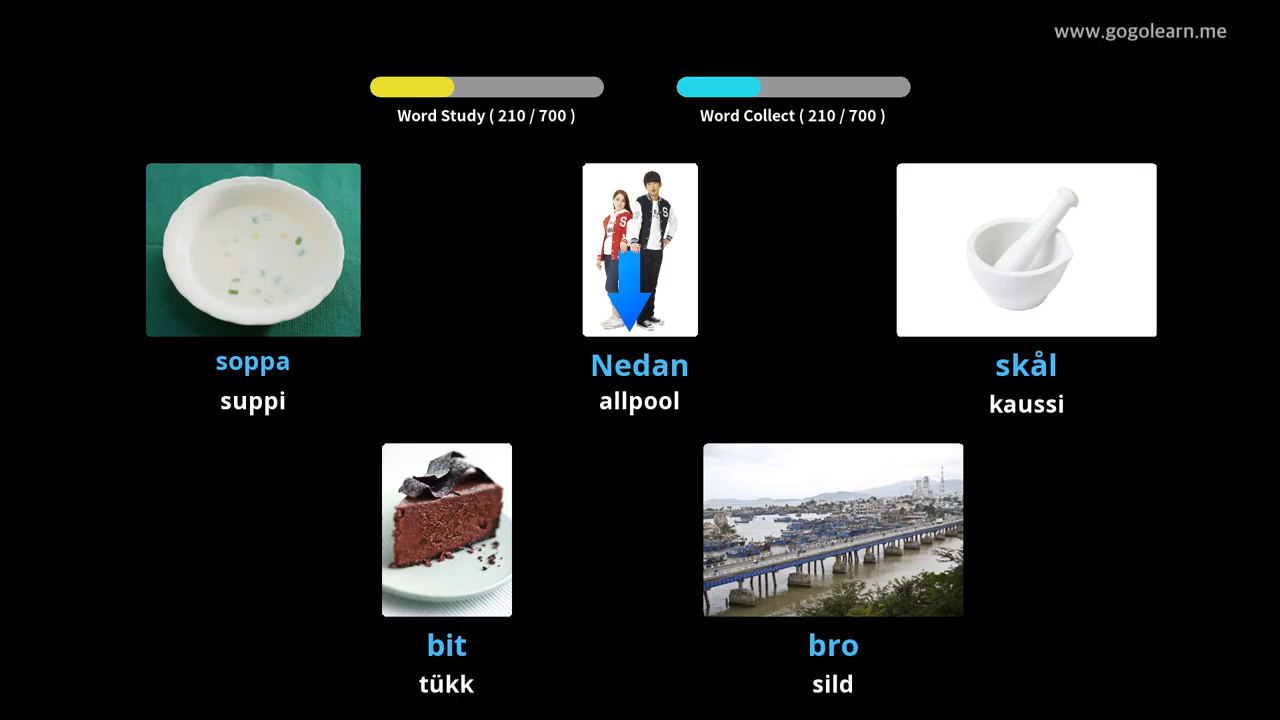 www.gogolearn.me
Word Study ( 210 / 700 )
Word Collect ( 210 / 700 )
soppa
suppi
Nedan
allpool
skål
kaussi
bit
tükk
bro
sild